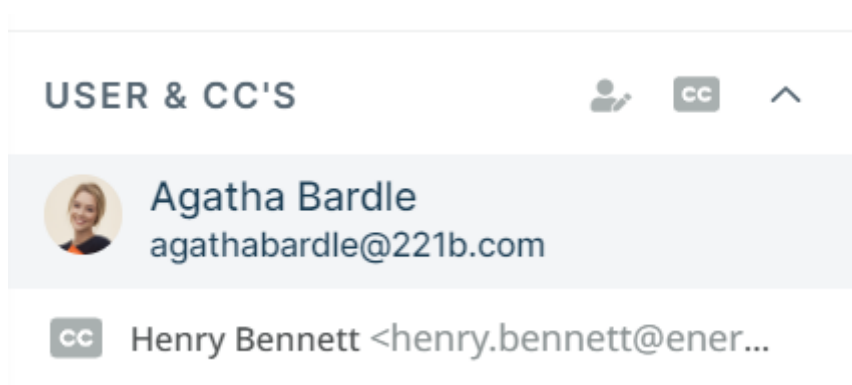 USER & CC'S CC
Agatha Bardle
agathabardle@221b.com
CC Henry Bennett <henry.bennett@ener...